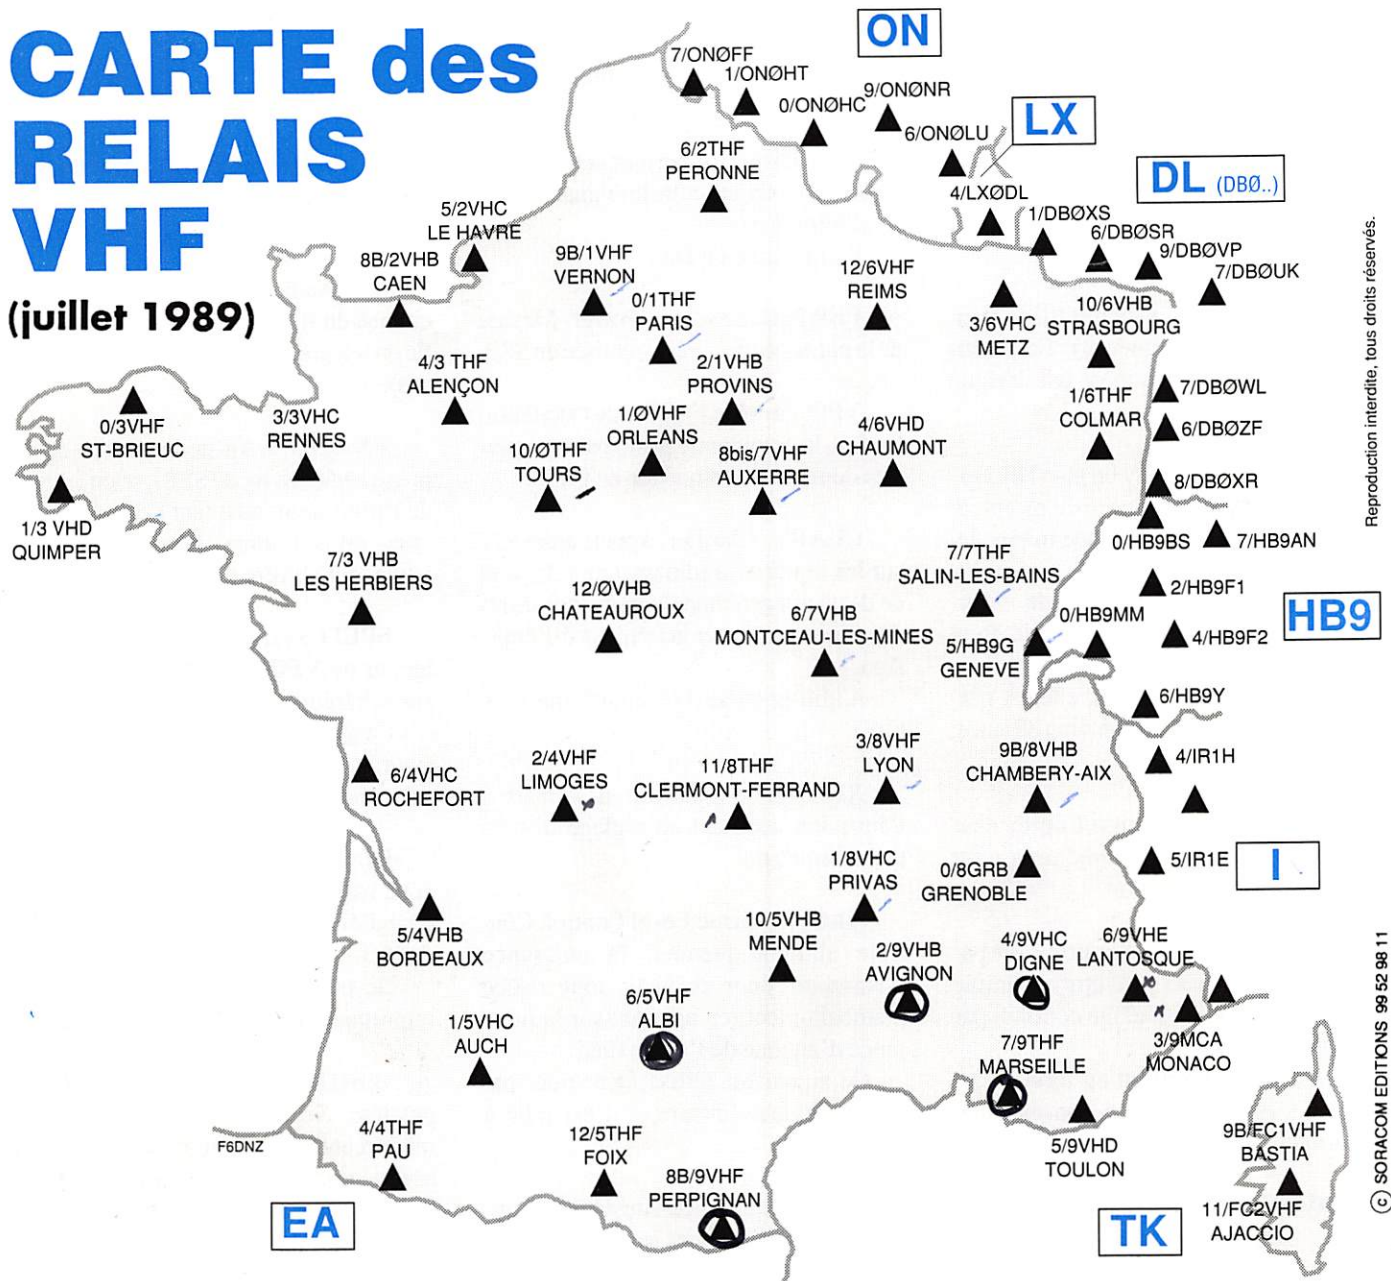 CARTE des
RELAIS
VHF
(juillet 1989)
ON
7/ONØFF
1/ONØHT
0/ONØHC
9/ONØNR
6/ONØLU
LX
4/LXØDL
DL (DBØ..)
1/DBØXS
6/DBØSR
9/DBØVP
7/DBØUK
6/2THF
PERONNE
5/2VHC
LE HAVRE
8B/2VHB
CAEN
9B/1VHF
VERNON
0/1THF
PARIS
12/6VHF
REIMS
3/6VHC
METZ
10/6VHB
STRASBOURG
4/3 THF
ALENÇON
2/1VHB
PROVINS
1/6THF
COLMAR
7/DBØWL
6/DBØZF
8/DBØXR
0/3VHF
ST-BRIEUC
3/3VHC
RENNES
1/ØVHF
ORLEANS
4/6VHD
CHAUMONT
10/ØTHF
TOURS
8bis/7VHF
AUXERRE
1/3 VHD
QUIMPER
0/HB9BS
7/HB9AN
7/3 VHB
LES HERBIERS
7/7THF
SALIN-LES-BAINS
2/HB9F1
HB9
12/ØVHB
CHATEAUROUX
6/7VHB
MONTCEAU-LES-MINES
0/HB9MM
4/HB9F2
5/HB9G
GENEVE
6/HB9Y
6/4VHC
ROCHEFORT
2/4VHF
LIMOGES
11/8THF
CLERMONT-FERRAND
3/8VHF
LYON
9B/8VHB
CHAMBERY-AIX
4/IR1H
1/8VHC
PRIVAS
0/8GRB
GRENOBLE
5/IR1E
I
5/4VHB
BORDEAUX
10/5VHB
MENDE
2/9VHB
AVIGNON
4/9VHC
DIGNE
6/9VHE
LANTOSQUE
6/5VHF
ALBI
1/5VHC
AUCH
7/9THF
MARSEILLE
3/9MCA
MONACO
F6DNZ
4/4THF
PAU
12/5THF
FOIX
8B/9VHF
PERPIGNAN
5/9VHD
TOULON
9B/FC1VHF
BASTIA
11/FC2VHF
AJACCIO
EA
TK
Reproduction interdite, tous droits réservés.
© SORACOM EDITIONS 99 52 98 11